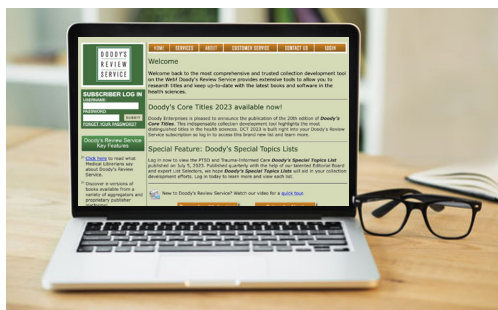 DOODY'S
REVIEW
SERVICE
HOME SERVICES ABOUT CUSTOMER SERVICE CONTACT US LOGIN
Welcome
Welcome back to the most comprehensive and trusted collection development tool
on the Web! Doody's Review Service provides extensive tools to allow you to
research titles and keep up-to-date with the latest books and software in the
health sciences.
SUBSCRIBER LOG IN
USERNAME:
PASSWORD:
SUBMIT
FORGET YOUR PASSWORD?
Doody's Core Titles 2023 available now!
Doody Enterprises is pleased to announce the publication of the 20th edition of Doody's
Core Titles. This indispensable collection development tool highlights the most
distinguished titles in the health sciences. DCT 2023 is built right into your Doody's Review
Service subscription so log in to access this brand new list and learn more.
Doody's Review Service
Key Features
Click here to read what
Medical Librarians say
about Doody's Review
Service.
Discover e-versions of
books available from a
variety of aggregators and
proprietary publisher
Special Feature: Doody's Special Topics Lists
Log in now to view the PTSD and Trauma-Informed Care Doody's Special Topics List
published on July 5, 2023. Published quarterly with the help of our talented Editorial Board
and expert List Selectors, we hope Doody's Special Topics Lists will aid in your collection
development efforts. Log in today to learn more and view each list.
New to Doody's Review Service? Watch our video for a quick tour.